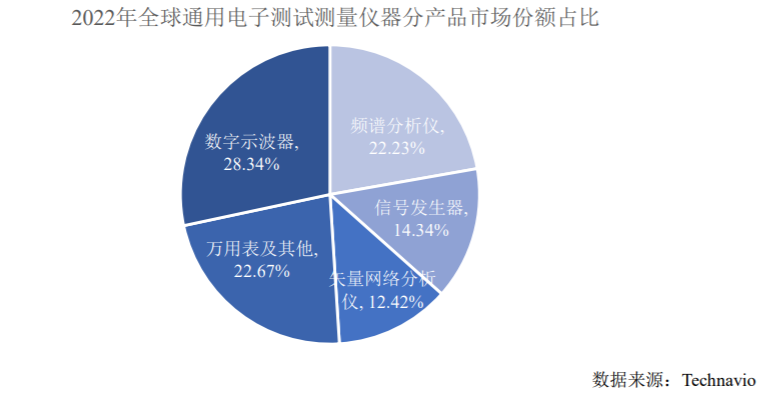 2022年全球通用电子测试测量仪器分产品市场份额占比
频谱分析仪,
22.23%
数字示波器,
28.34%
信号发生器,
14.34%
万用表及其他,
22.67%
矢量网络分析
仪, 12.42%
数据来源：Technavio